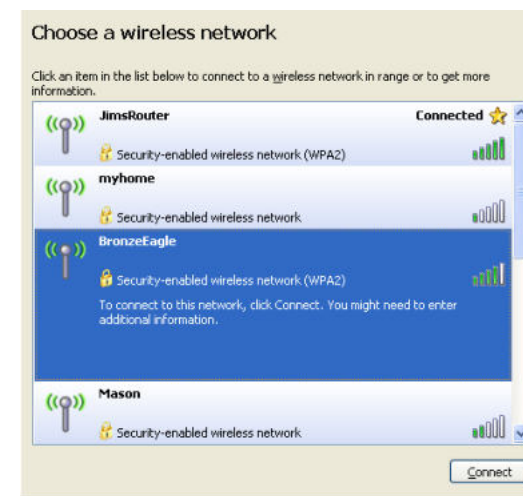 Choose a wireless network
Click an item in the list below to connect to a wireless network in range or to get more
information.
JimsRouter Connected
Security-enabled wireless network (WPA2)
myhome
Security-enabled wireless network
BronzeEagle
Security-enabled wireless network (WPA2)
To connect to this network, click Connect. You might need to enter
additional information.
Mason
Security-enabled wireless network
Connect